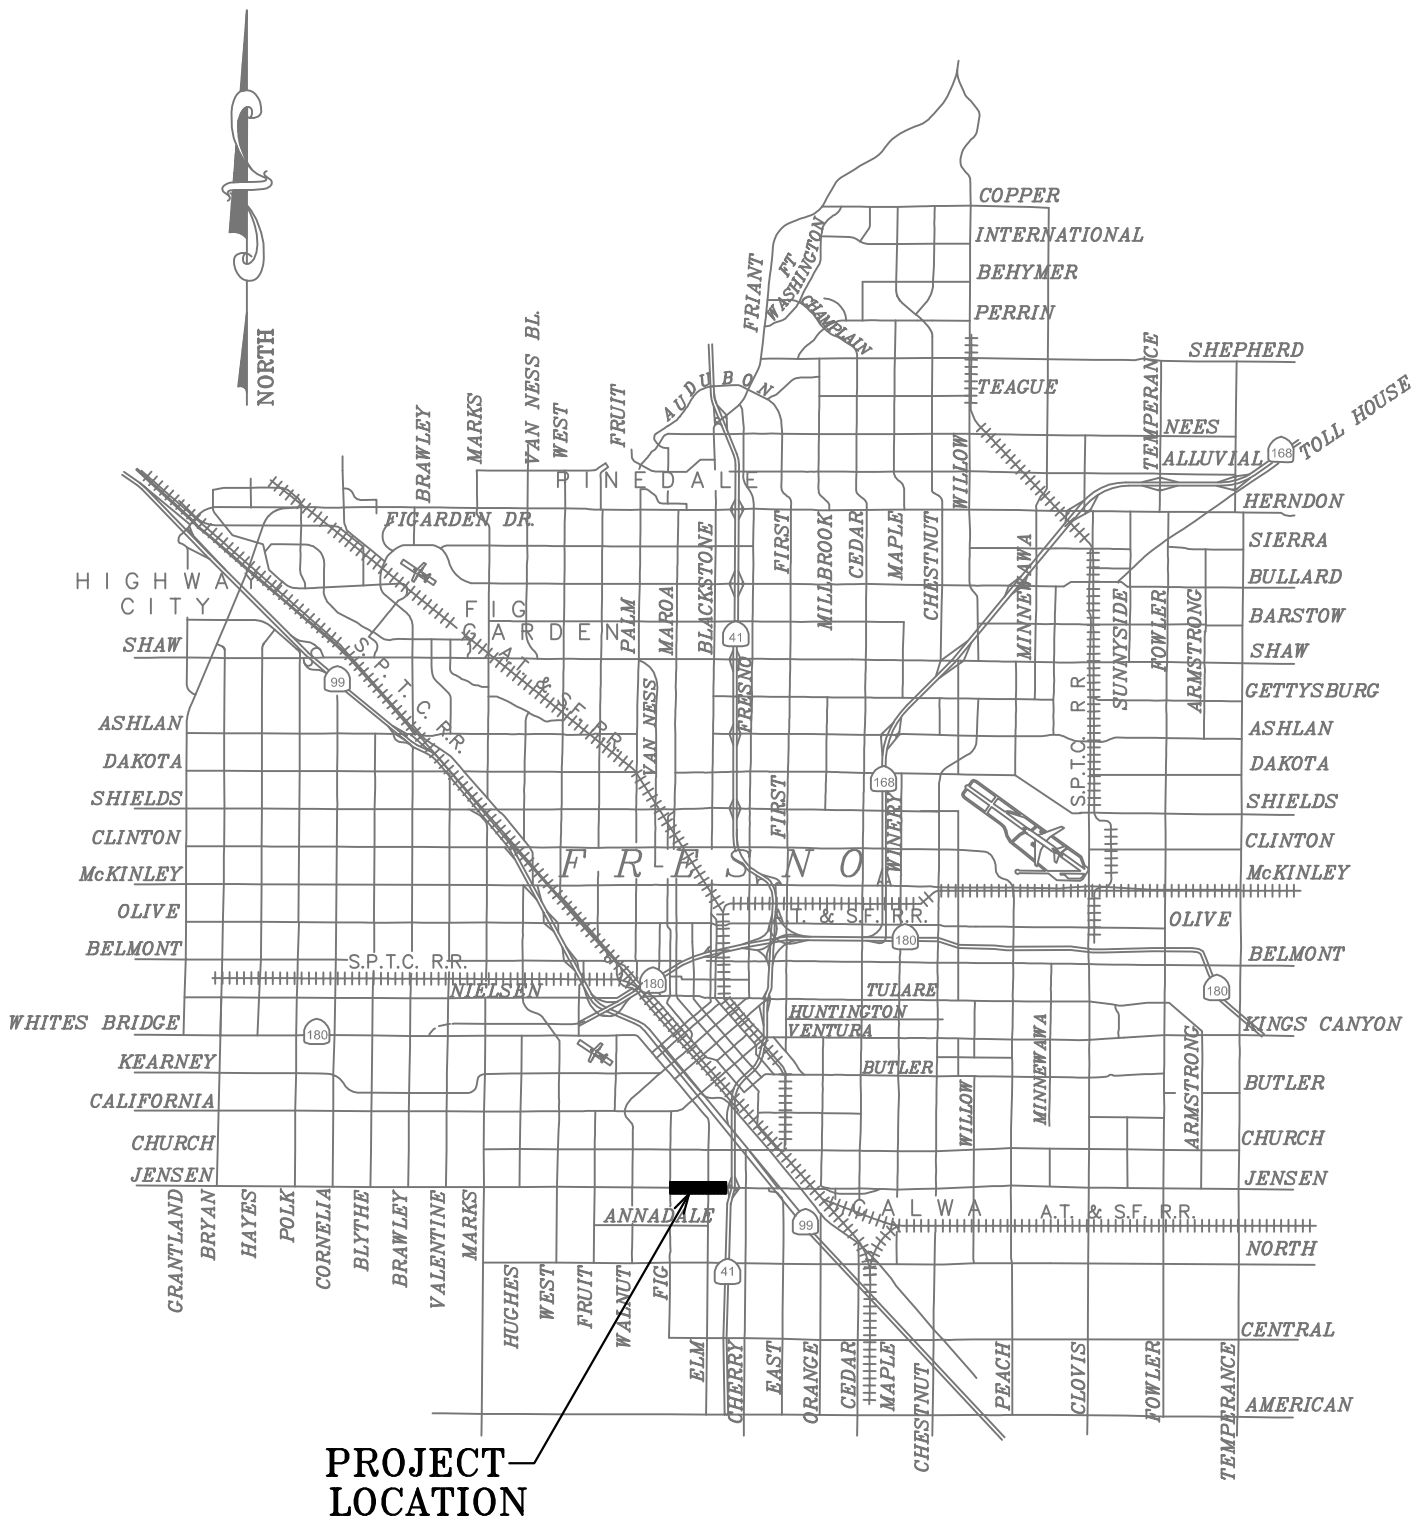 NORTH
COPPER
INTERNATIONAL
FT
WASHINGTON
BEHYMER
FRIANT
CHAMPLAIN
PERRIN
VAN NESS BL.
SHEPHERD
TEMPERANCE
AUDUBON
TEAGUE
TOLL HOUSE
BRAWLEY
MARKS
WEST
FRUIT
WILLOW
NEES
168
ALLUVIAL
PINEDALE
HERNDON
FIGARDEN DR.
BLACKSTONE
FIRST
MILLBROOK
CEDAR
MAPLE
CHESTNUT
MINNEWAWA
SIERRA
HIGHWAY
CITY
BULLARD
FIG
GARDEN
PALM
MAROA
SUNNYSIDE
FOWLER
ARMSTRONG
BARSTOW
41
SHAW
S. P. T. C. R.R.
A.T. & S.F. R.R.
SHAW
99
VAN NESS
FRESNO
S.P.T.C. R.R.
GETTYSBURG
ASHLAN
ASHLAN
DAKOTA
DAKOTA
168
SHIELDS
FIRST
WINERY
SHIELDS
CLINTON
CLINTON
FRESNO
McKINLEY
McKINLEY
OLIVE
A.T. & S.F. R.R.
OLIVE
BELMONT
180
BELMONT
S.P.T.C. R.R.
NIELSEN
180
TULARE
180
WHITES BRIDGE
180
HUNTINGTON
VENTURA
MINNEWAWA
ARMSTRONG
KINGS CANYON
KEARNEY
BUTLER
BUTLER
CALIFORNIA
WILLOW
CHURCH
CHURCH
JENSEN
JENSEN
GRANTLAND
BRYAN
HAYES
POLK
CORNELIA
BLYTHE
BRAWLEY
VALENTINE
MARKS
ANNADALE
CALWA
A.T. & S.F. R.R.
99
NORTH
41
HUGHES
WEST
FRUIT
WALNUT
FIG
CENTRAL
ELM
CHERRY
EAST
ORANGE
CEDAR
MAPLE
CHESTNUT
PEACH
CLOVIS
FOWLER
TEMPERANCE
AMERICAN
PROJECT
LOCATION